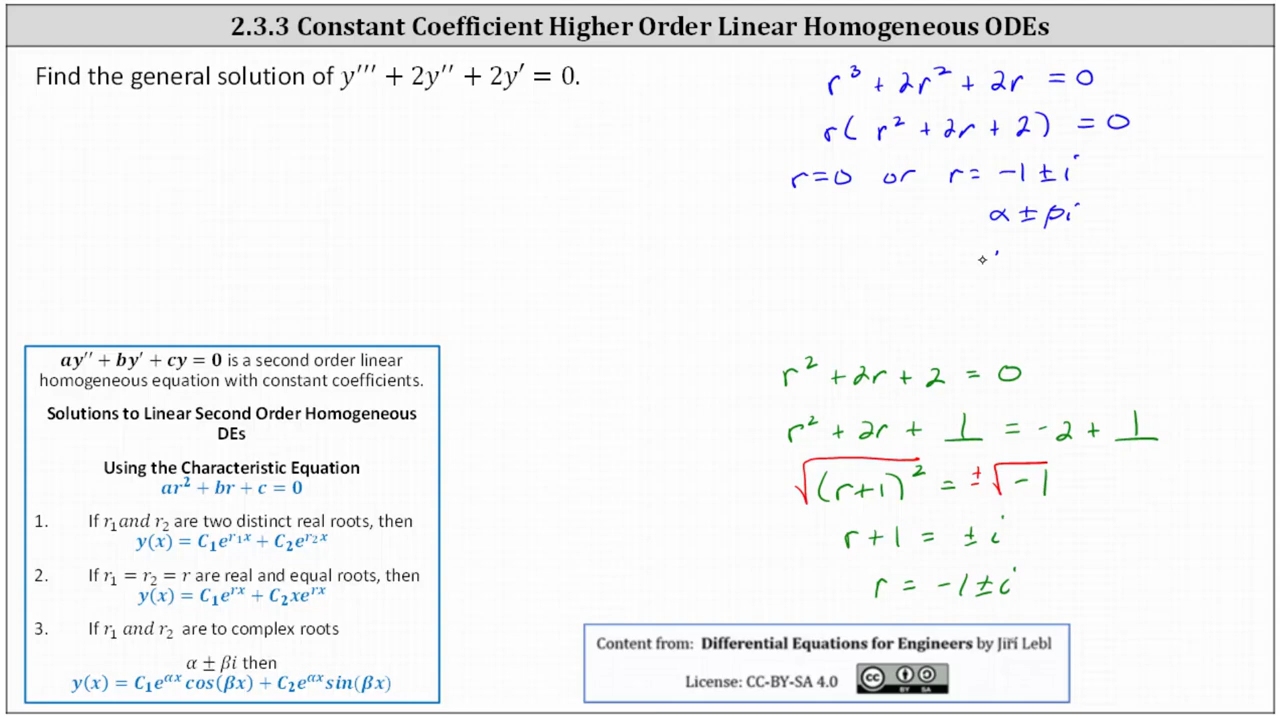 2.3.3 Constant Coefficient Higher Order Linear Homogeneous ODEs
Find the general solution of y′′′ + 2y′′ + 2y′ = 0.
r³ + 2r² + 2r = 0
r( r² + 2r + 2) = 0
r=0 or r= -1 ± i
α ± βi
r² + 2r + 2 = 0
r² + 2r + 1 = -2 + 1
√(r+1)² = ±√-1
r + 1 = ± i
r = -1 ± i
ay′′ + by′ + cy = 0 is a second order linear
homogeneous equation with constant coefficients.
Solutions to Linear Second Order Homogeneous
DEs
Using the Characteristic Equation
ar² + br + c = 0
1. If r₁ and r₂ are two distinct real roots, then
y(x) = C₁e^{r₁x} + C₂e^{r₂x}
2. If r₁ = r₂ = r are real and equal roots, then
y(x) = C₁e^{rx} + C₂xe^{rx}
3. If r₁ and r₂ are to complex roots
α ± βi then
y(x) = C₁e^{αx} cos(βx) + C₂e^{αx} sin(βx)
Content from: Differential Equations for Engineers by Jiří Lebl
License: CC-BY-SA 4.0
cc BY SA